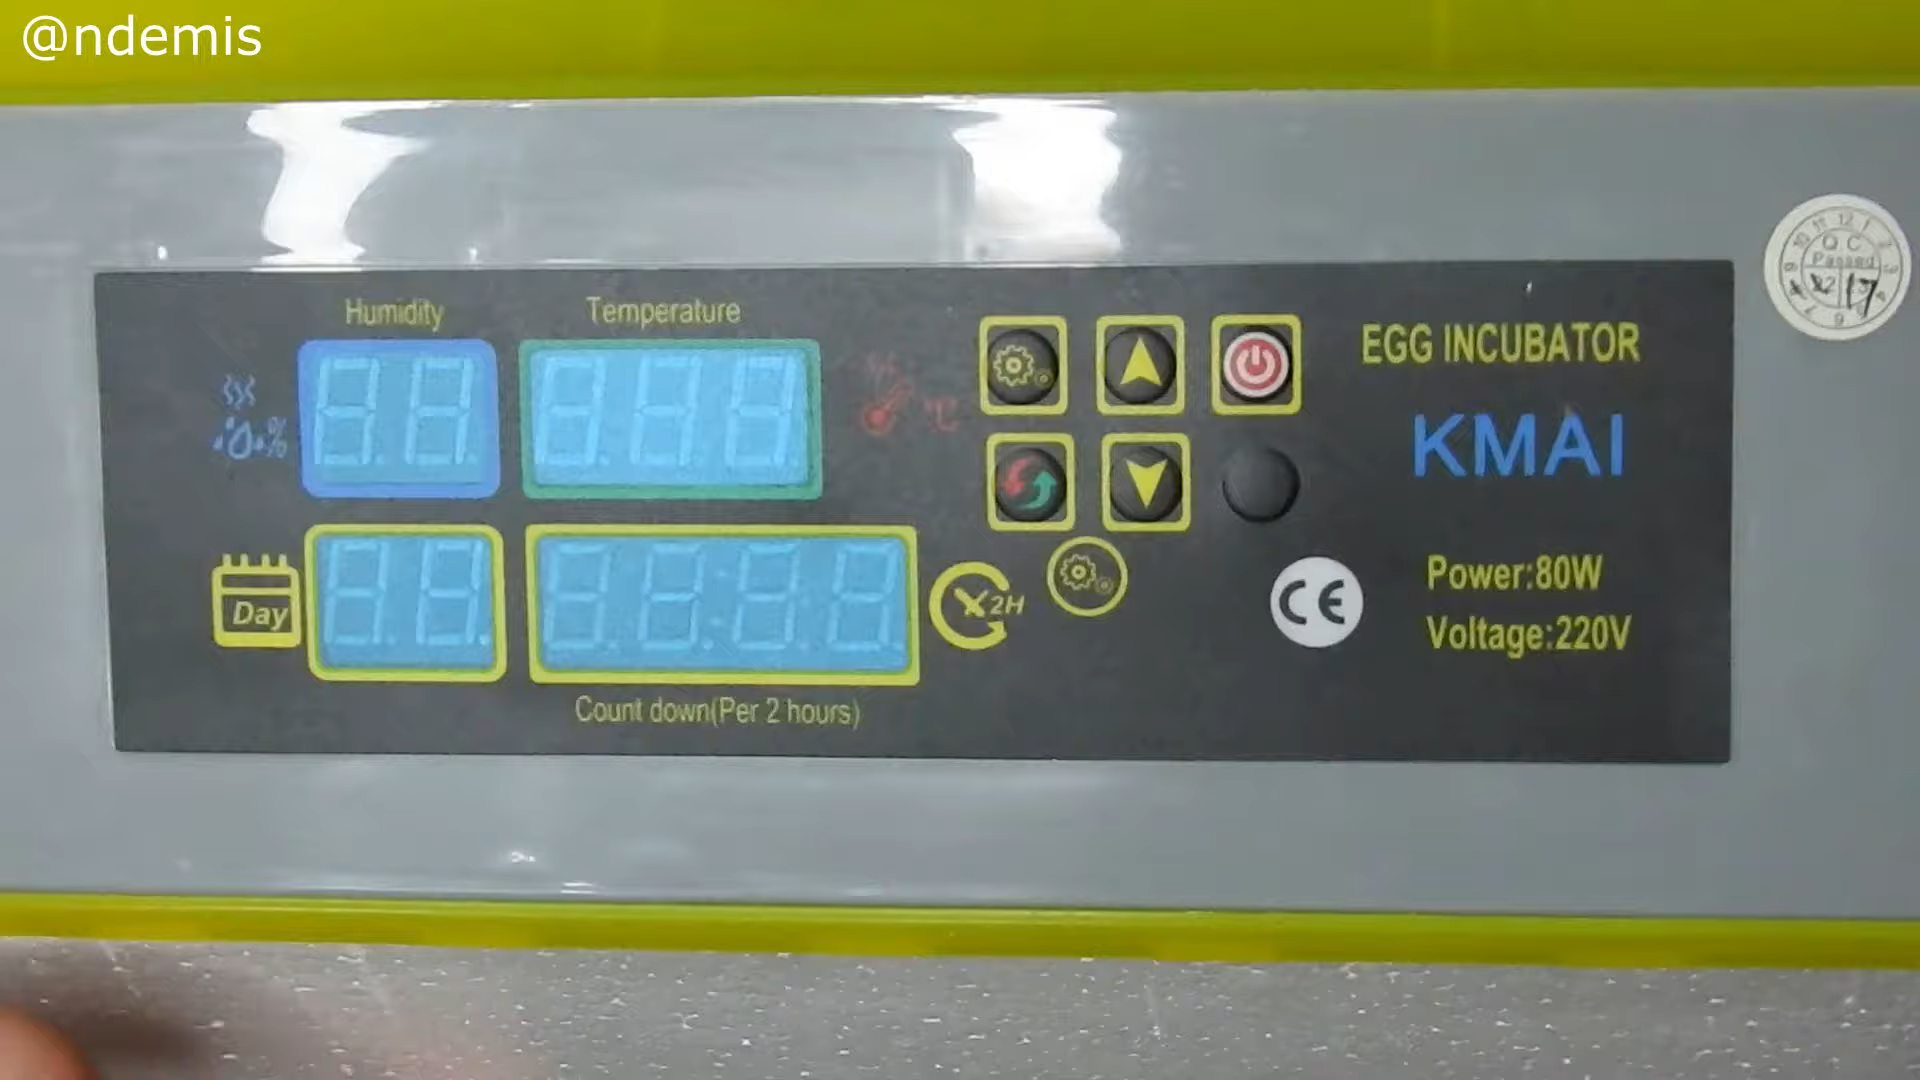 @ndemis
Humidity
Temperature
%
°C
Day
2H
Count down(Per 2 hours)
EGG INCUBATOR
KMAI
CE
Power:80W
Voltage:220V
QC
Passed